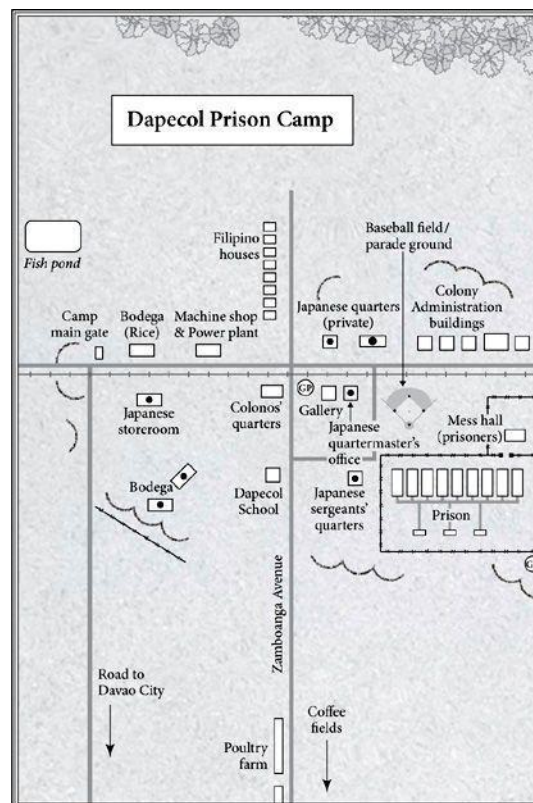 Dapecol Prison Camp
Fish pond
Filipino
houses
Baseball field/
parade ground
Camp
main gate
Bodega
(Rice)
Machine shop
& Power plant
Japanese quarters
(private)
Colony
Administration
buildings
Japanese
storeroom
Colonos'
quarters
GP
Gallery
Japanese
quartermaster's
office
Mess hall
(prisoners)
Bodega
Dapecol
School
Japanese
sergeants'
quarters
Prison
G
Zamboanga Avenue
Road to
Davao City
Coffee
fields
Poultry
farm